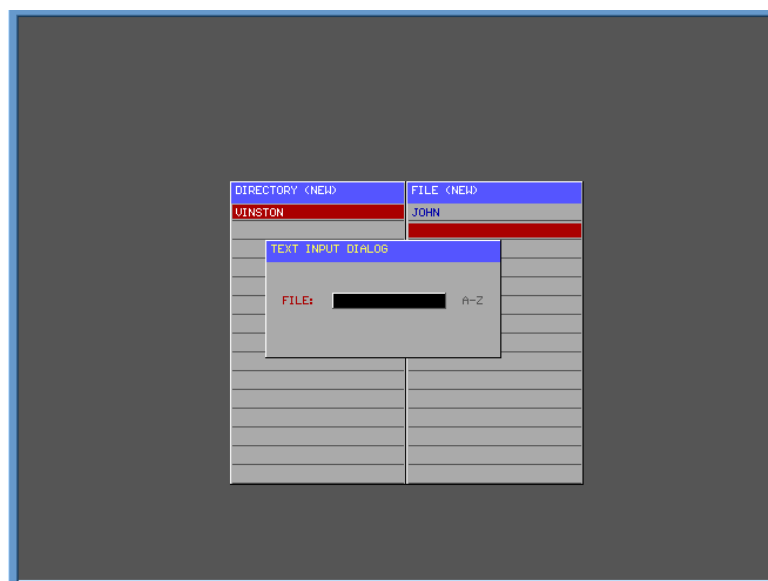 DIRECTORY (NEW)
FILE (NEW)
VINSTON
JOHN
TEXT INPUT DIALOG
FILE:
A-Z